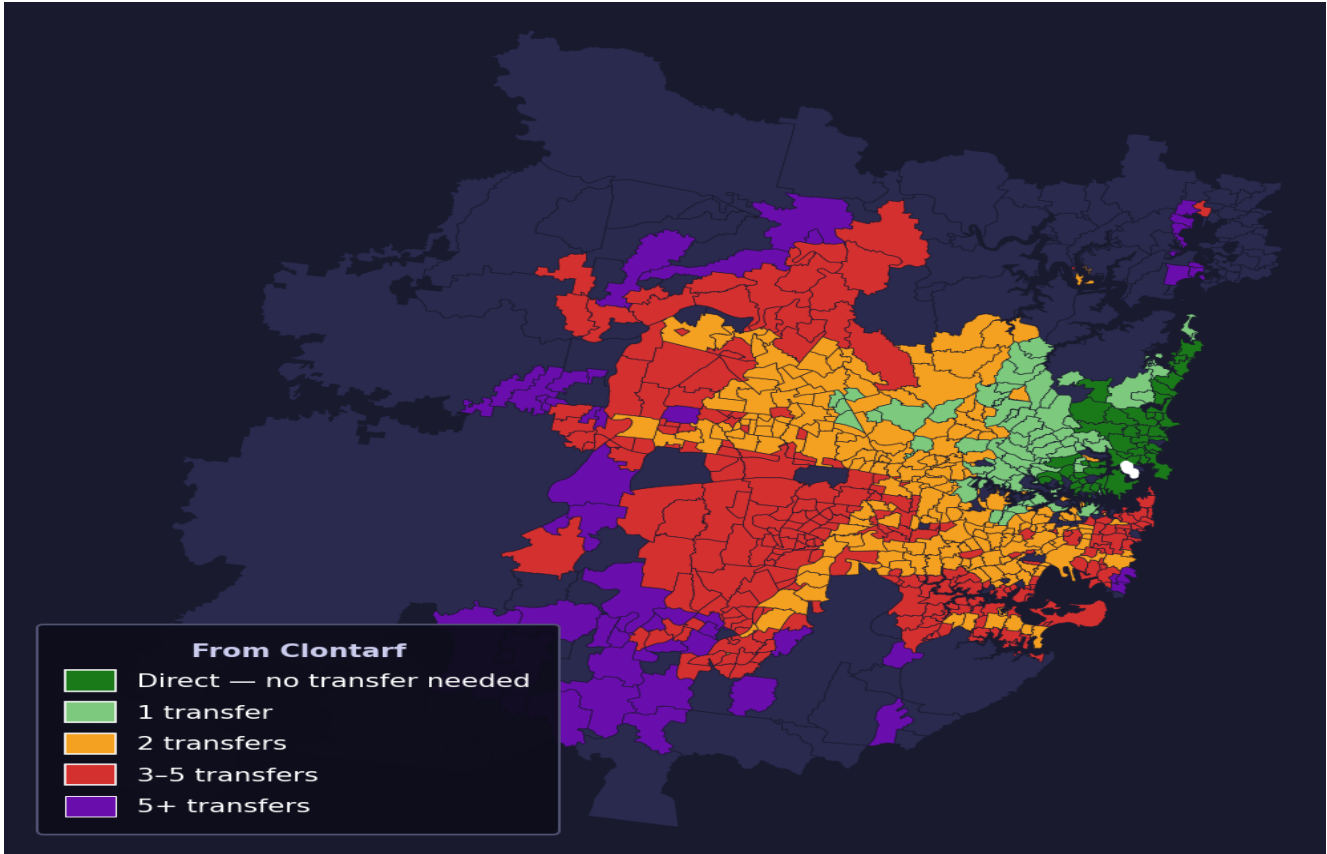 From Clontarf
Direct — no transfer needed
1 transfer
2 transfers
3–5 transfers
5+ transfers